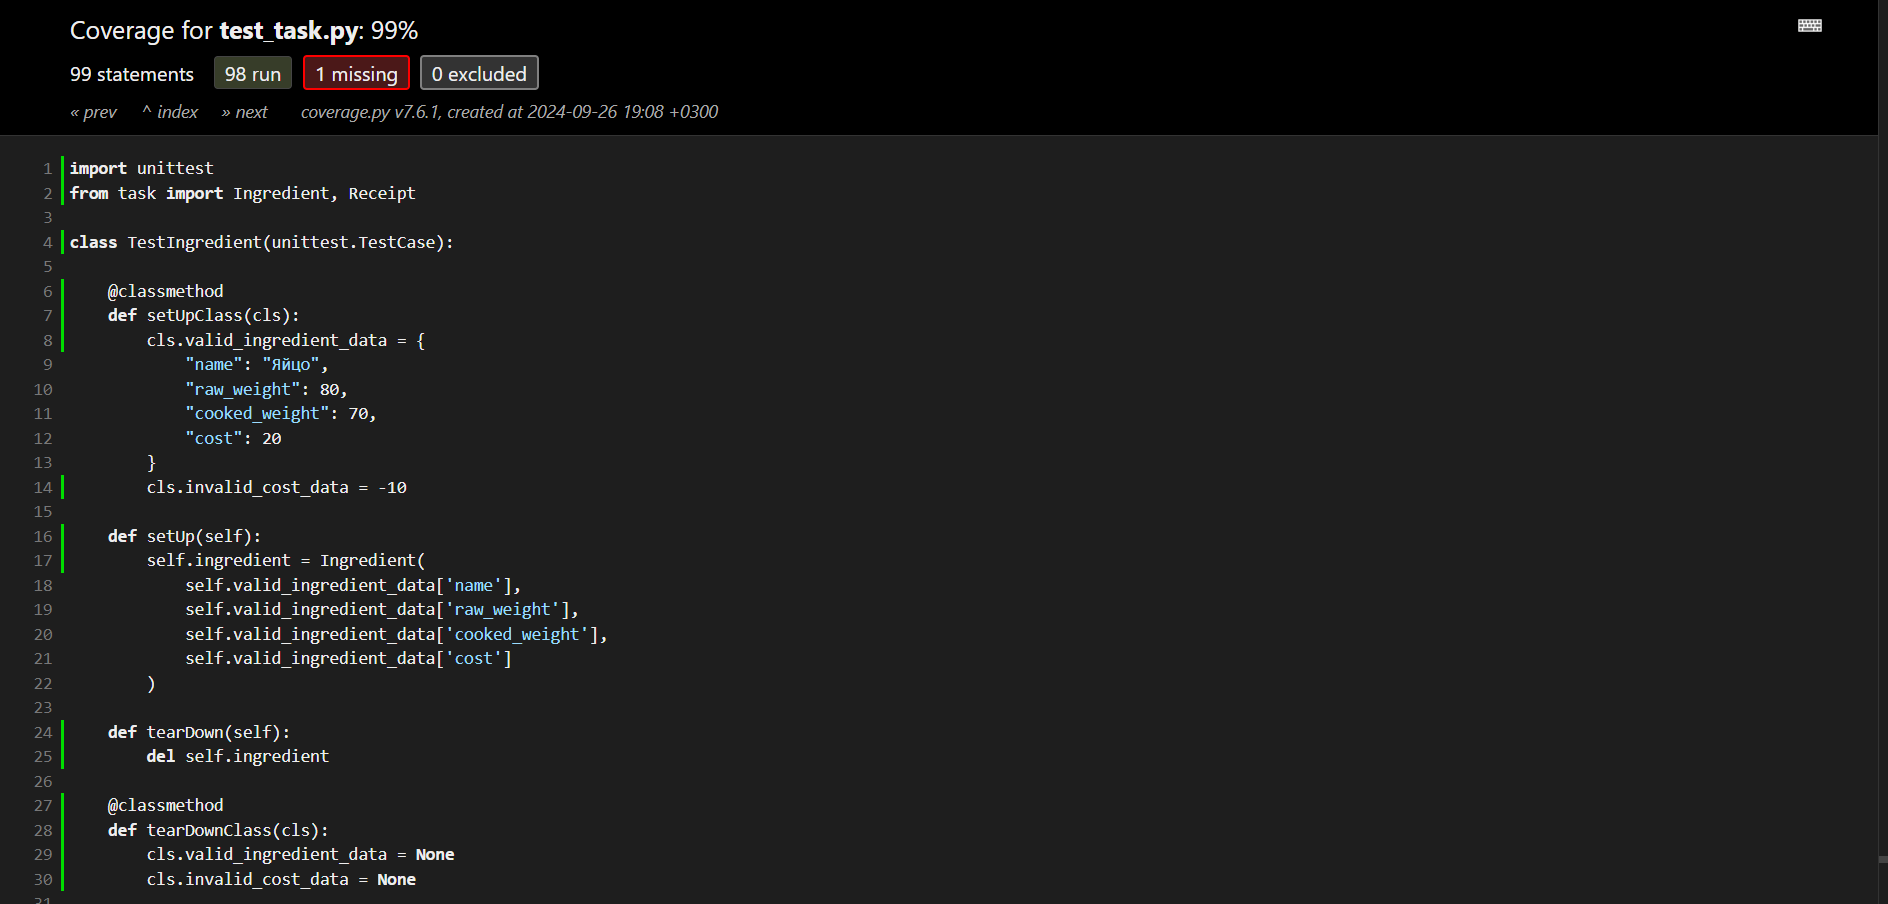 Coverage for test_task.py: 99%
99 statements 98 run 1 missing 0 excluded
« prev ^ index » next coverage.py v7.6.1, created at 2024-09-26 19:08 +0300
1 import unittest
2 from task import Ingredient, Receipt
3
4 class TestIngredient(unittest.TestCase):
5
6     @classmethod
7     def setUpClass(cls):
8         cls.valid_ingredient_data = {
9             "name": "Яйцо",
10             "raw_weight": 80,
11             "cooked_weight": 70,
12             "cost": 20
13         }
14         cls.invalid_cost_data = -10
15
16     def setUp(self):
17         self.ingredient = Ingredient(
18             self.valid_ingredient_data['name'],
19             self.valid_ingredient_data['raw_weight'],
20             self.valid_ingredient_data['cooked_weight'],
21             self.valid_ingredient_data['cost']
22         )
23
24     def tearDown(self):
25         del self.ingredient
26
27     @classmethod
28     def tearDownClass(cls):
29         cls.valid_ingredient_data = None
30         cls.invalid_cost_data = None
31